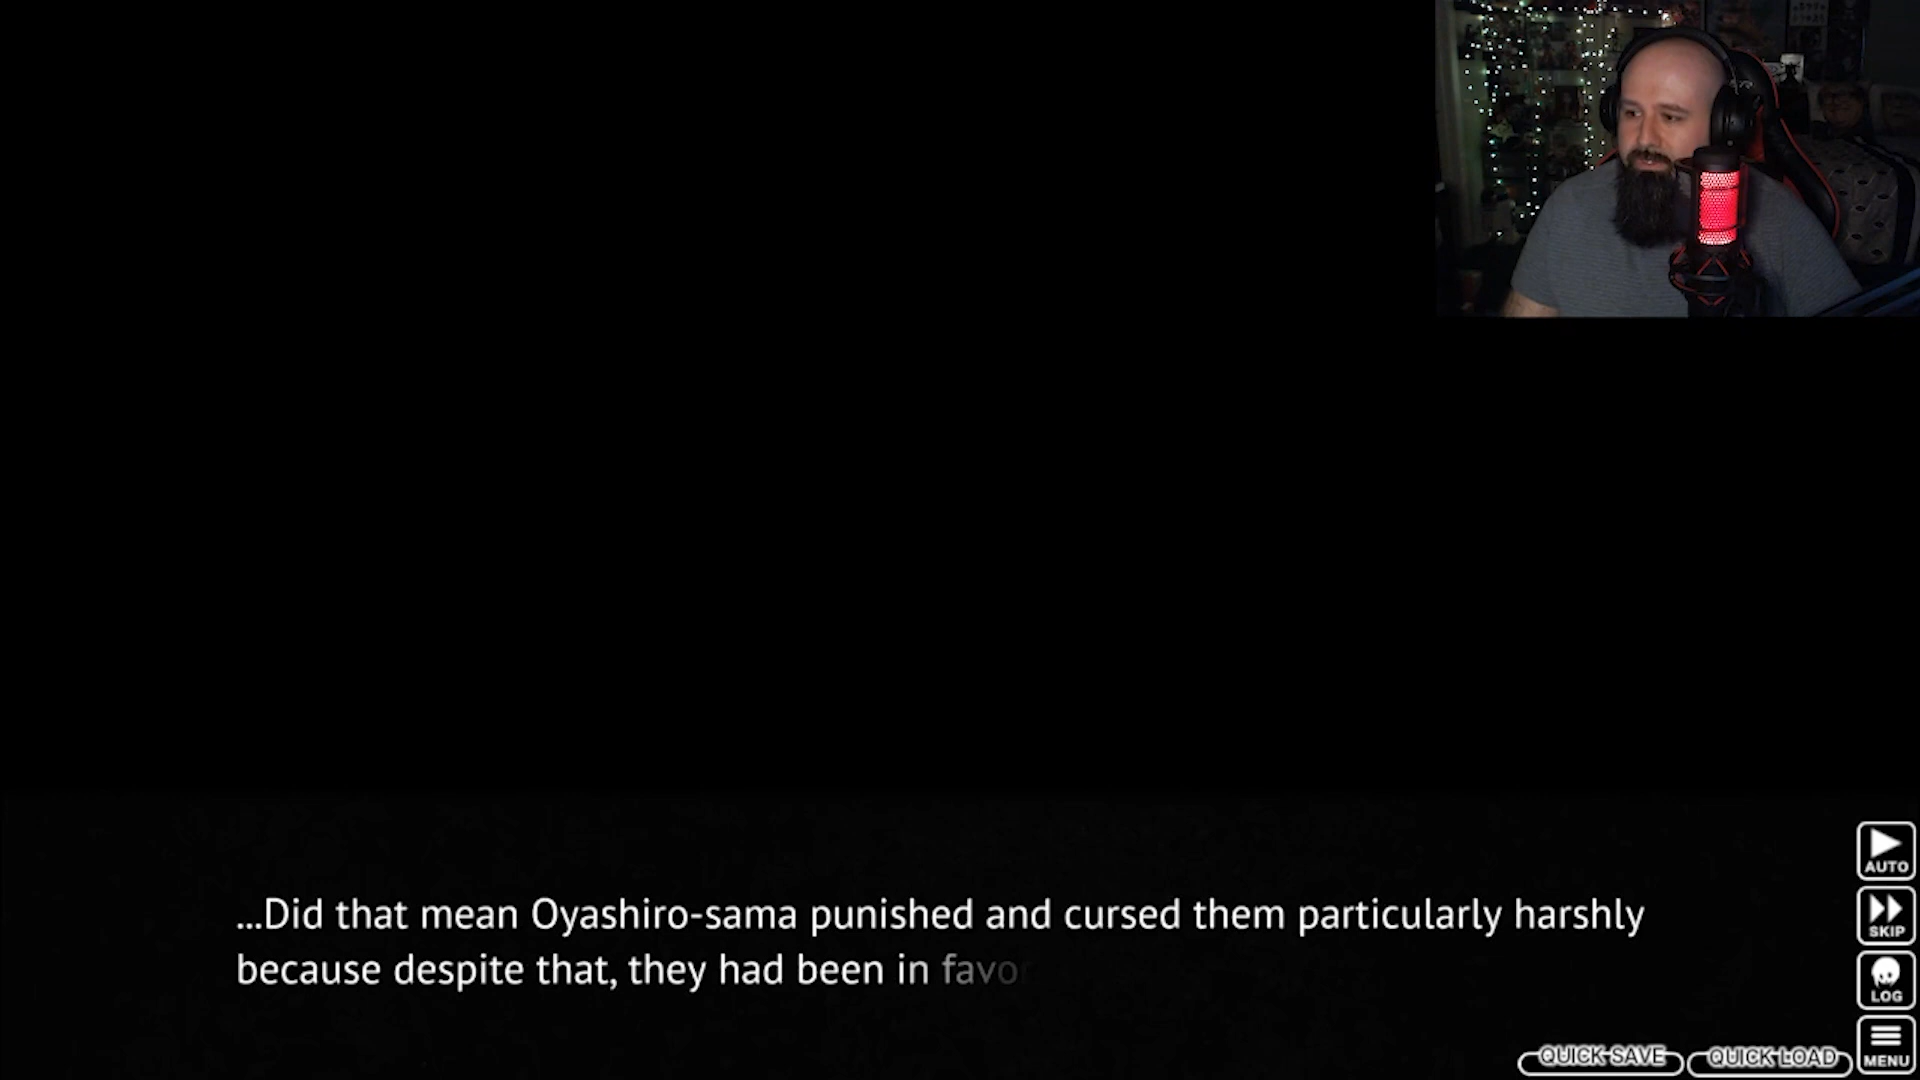 ...Did that mean Oyashiro-sama punished and cursed them particularly harshly
because despite that, they had been in favor
AUTO
SKIP
LOG
QUICK SAVE
QUICK LOAD
MENU